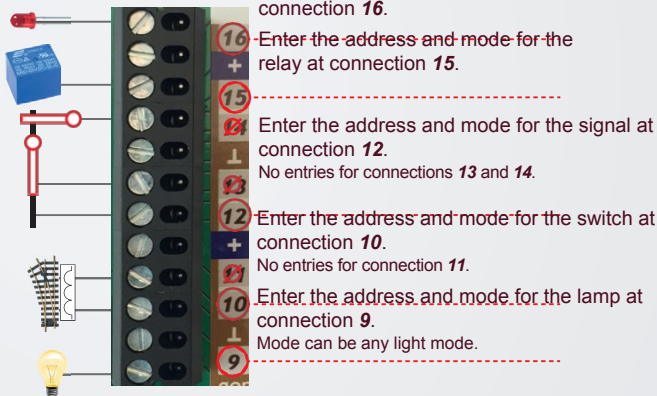 connection 16.
16
Enter the address and mode for the
+
relay at connection 15.
15
14
Enter the address and mode for the signal at
⊥
connection 12.
13
No entries for connections 13 and 14.
12
Enter the address and mode for the switch at
+
connection 10.
11
No entries for connection 11.
10
Enter the address and mode for the lamp at
⊥
connection 9.
9
Mode can be any light mode.